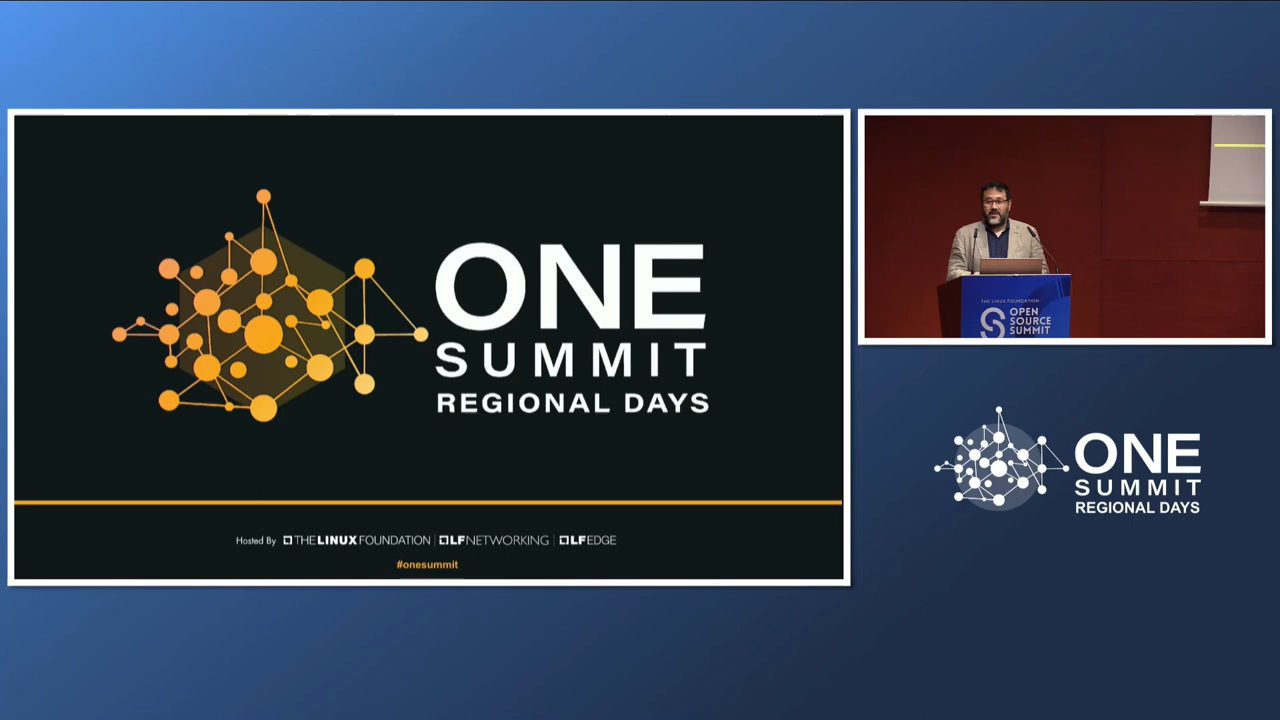 ONE
SUMMIT
REGIONAL DAYS
Hosted By THE LINUX FOUNDATION | LF NETWORKING | LF EDGE
#onesummit
THE LINUX FOUNDATION
OPEN
SOURCE
SUMMIT
ONE
SUMMIT
REGIONAL DAYS